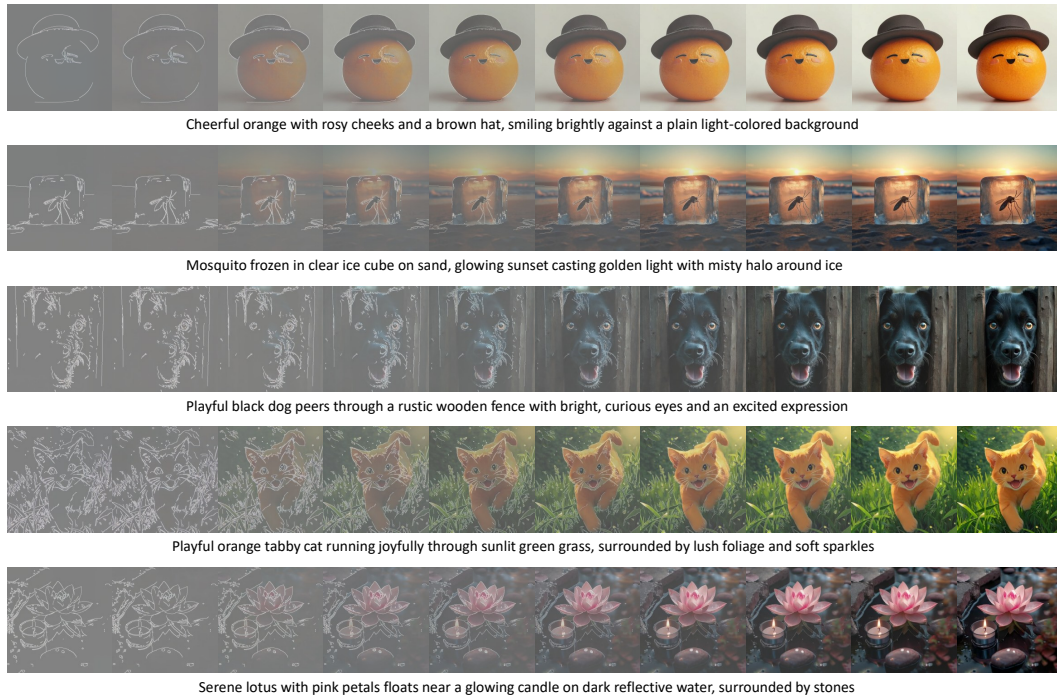 Cheerful orange with rosy cheeks and a brown hat, smiling brightly against a plain light-colored background
Mosquito frozen in clear ice cube on sand, glowing sunset casting golden light with misty halo around ice
Playful black dog peers through a rustic wooden fence with bright, curious eyes and an excited expression
Playful orange tabby cat running joyfully through sunlit green grass, surrounded by lush foliage and soft sparkles
Serene lotus with pink petals floats near a glowing candle on dark reflective water, surrounded by stones